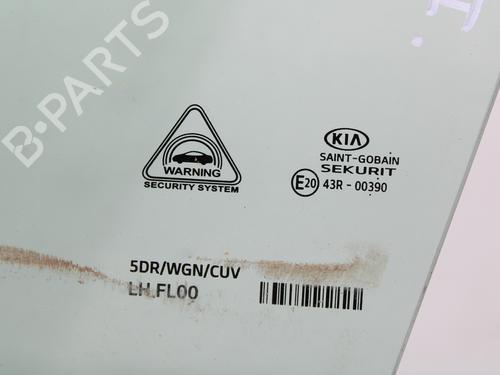 B-PARTS
WARNING
SECURITY SYSTEM
KIA
SAINT-GOBAIN
SEKURIT
E20 43R-00390
5DR/WGN/CUV
LH FL00